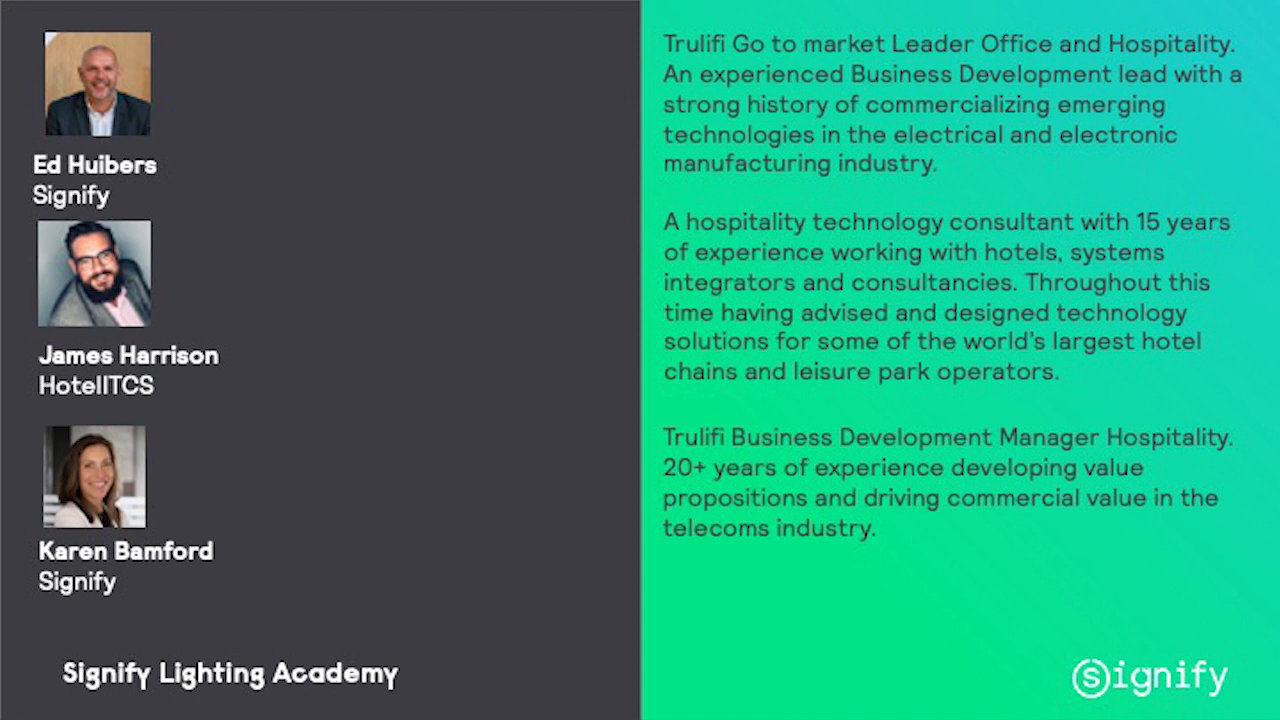 Ed Huibers
Signify
James Harrison
HotelITCS
Karen Bamford
Signify
Signify Lighting Academy
Trulifi Go to market Leader Office and Hospitality.
An experienced Business Development lead with a
strong history of commercializing emerging
technologies in the electrical and electronic
manufacturing industry.
A hospitality technology consultant with 15 years
of experience working with hotels, systems
integrators and consultancies. Throughout this
time having advised and designed technology
solutions for some of the world's largest hotel
chains and leisure park operators.
Trulifi Business Development Manager Hospitality.
20+ years of experience developing value
propositions and driving commercial value in the
telecoms industry.
Signify